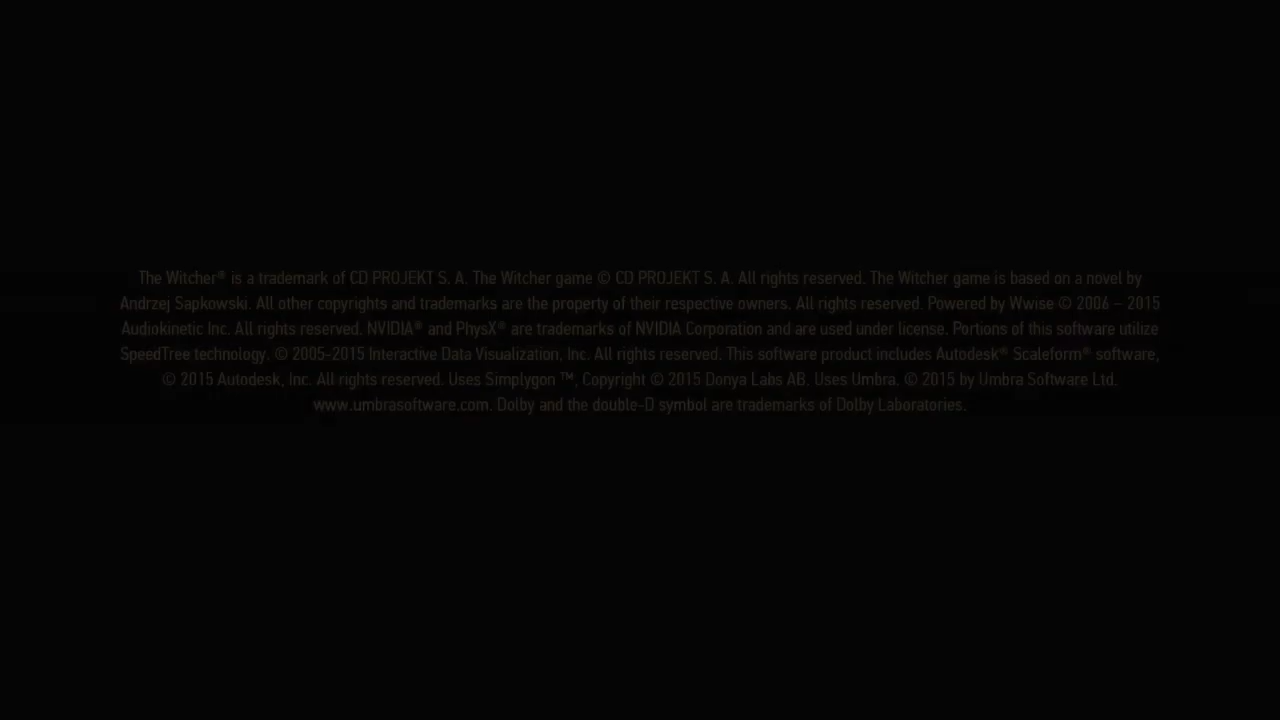 The Witcher® is a trademark of CD PROJEKT S. A. The Witcher game © CD PROJEKT S. A. All rights reserved. The Witcher game is based on a novel by
Andrzej Sapkowski. All other copyrights and trademarks are the property of their respective owners. All rights reserved. Powered by Wwise © 2006 – 2015
Audiokinetic Inc. All rights reserved. NVIDIA® and PhysX® are trademarks of NVIDIA Corporation and are used under license. Portions of this software utilize
SpeedTree technology. © 2005-2015 Interactive Data Visualization, Inc. All rights reserved. This software product includes Autodesk® Scaleform® software,
© 2015 Autodesk, Inc. All rights reserved. Uses Simplygon ™, Copyright © 2015 Donya Labs AB. Uses Umbra. © 2015 by Umbra Software Ltd.
www.umbrasoftware.com. Dolby and the double-D symbol are trademarks of Dolby Laboratories.